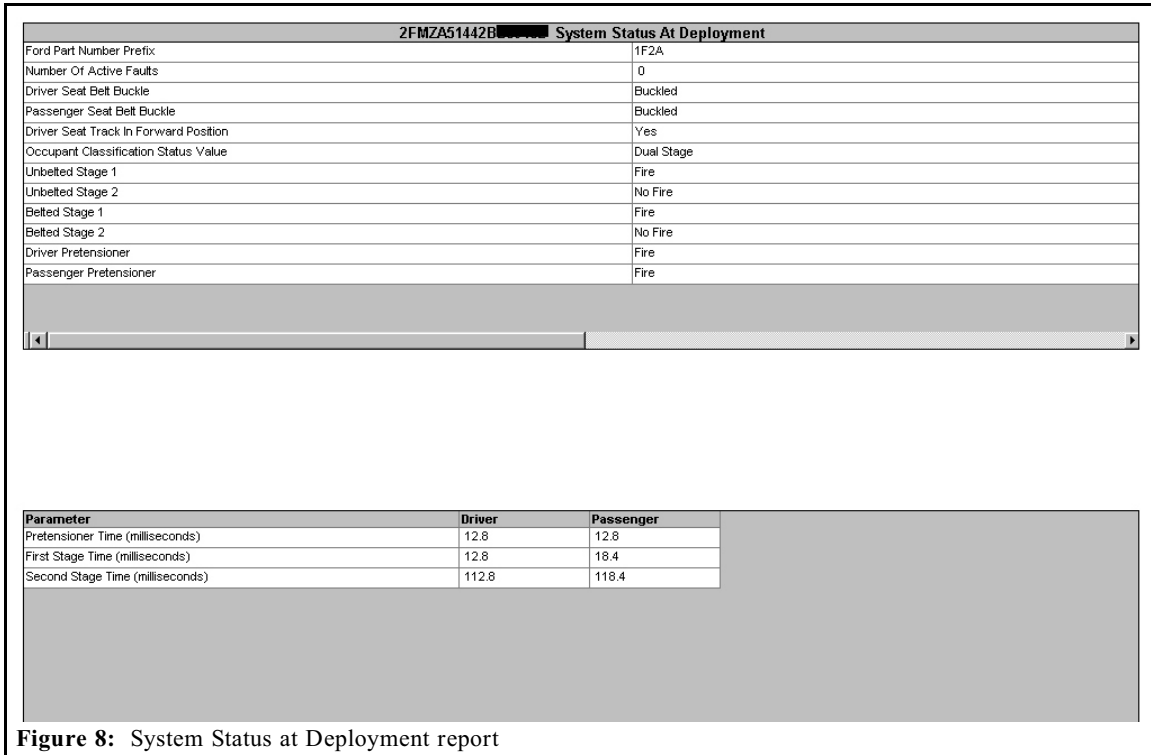 2FMZA51442B System Status At Deployment
Ford Part Number Prefix 1F2A
Number Of Active Faults 0
Driver Seat Belt Buckle Buckled
Passenger Seat Belt Buckle Buckled
Driver Seat Track In Forward Position Yes
Occupant Classification Status Value Dual Stage
Unbelted Stage 1 Fire
Unbelted Stage 2 No Fire
Belted Stage 1 Fire
Belted Stage 2 No Fire
Driver Pretensioner Fire
Passenger Pretensioner Fire
Parameter Driver Passenger
Pretensioner Time (milliseconds) 12.8 12.8
First Stage Time (milliseconds) 12.8 18.4
Second Stage Time (milliseconds) 112.8 118.4
Figure 8: System Status at Deployment report